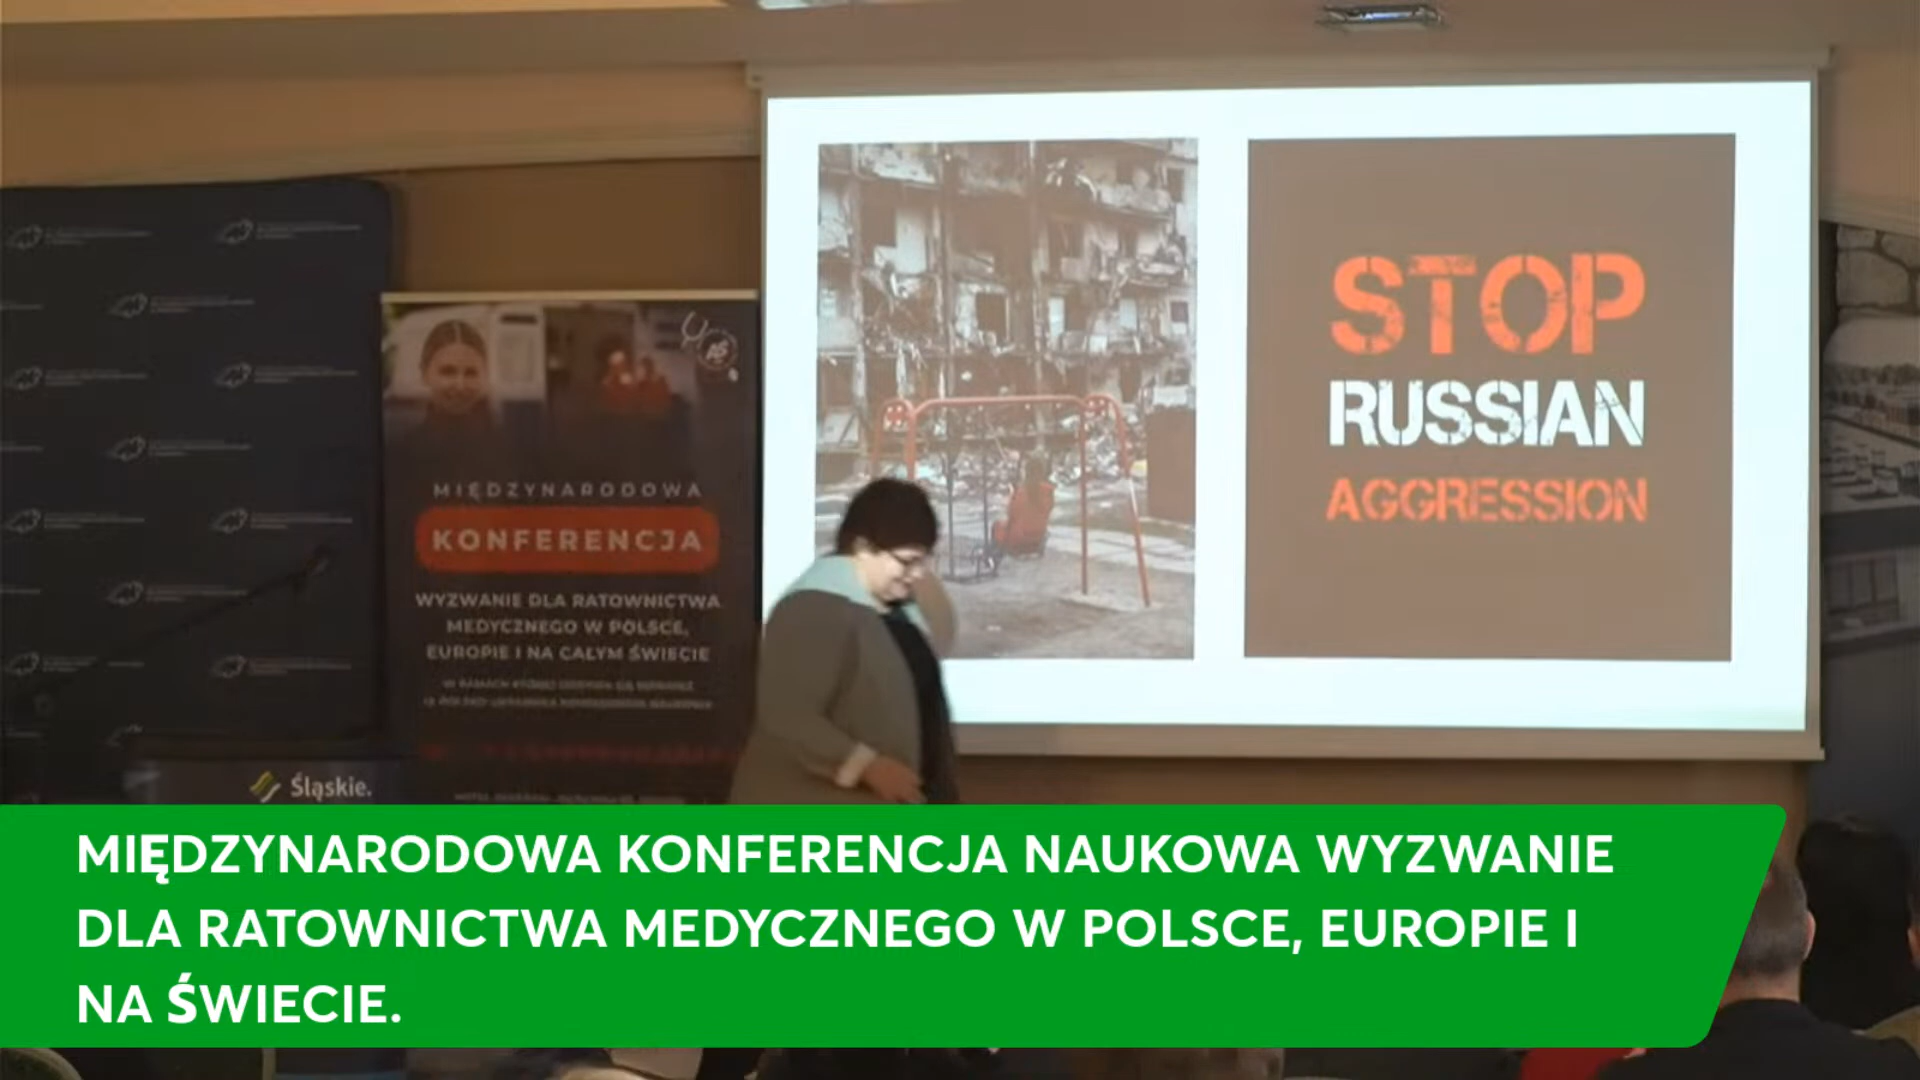 STOP
RUSSIAN
AGGRESSION
MIĘDZYNARODOWA
KONFERENCJA
WYZWANIE DLA RATOWNICTWA
MEDYCZNEGO W POLSCE,
EUROPIE I NA CAŁYM ŚWIECIE
Śląskie.
MIĘDZYNARODOWA KONFERENCJA NAUKOWA WYZWANIE
DLA RATOWNICTWA MEDYCZNEGO W POLSCE, EUROPIE I
NA ŚWIECIE.